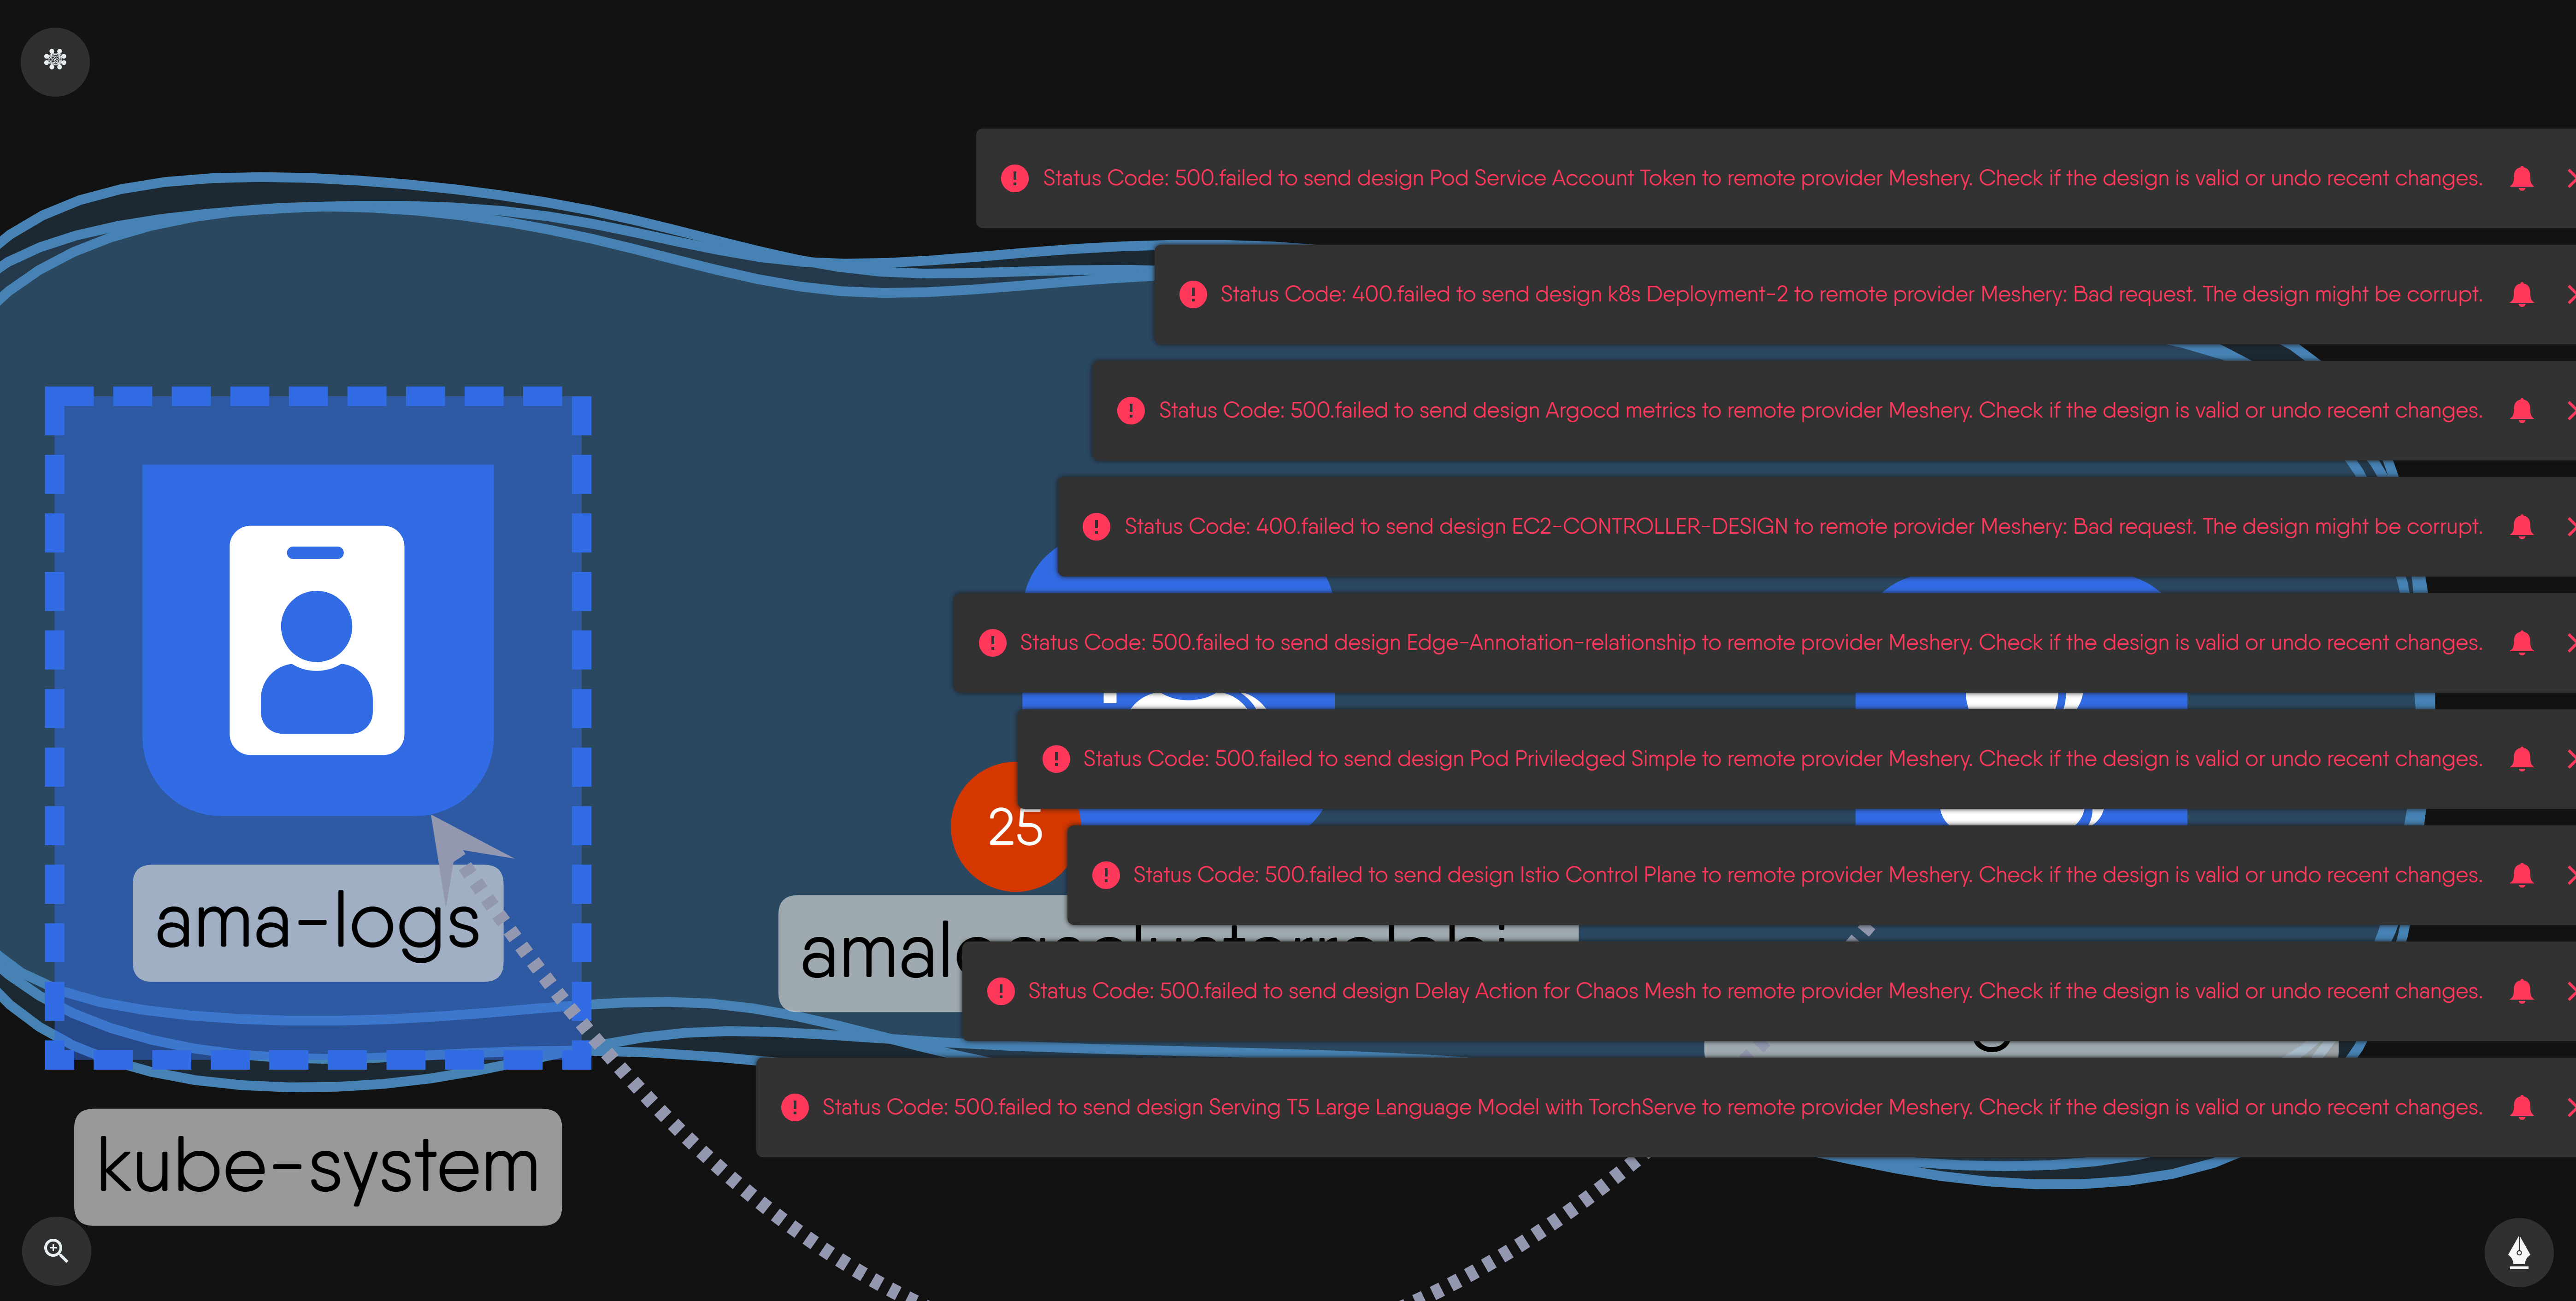 Status Code: 500.failed to send design Pod Service Account Token to remote provider Meshery. Check if the design is valid or undo recent changes.
Status Code: 400.failed to send design k8s Deployment-2 to remote provider Meshery: Bad request. The design might be corrupt.
Status Code: 500.failed to send design Argocd metrics to remote provider Meshery. Check if the design is valid or undo recent changes.
Status Code: 400.failed to send design EC2-CONTROLLER-DESIGN to remote provider Meshery: Bad request. The design might be corrupt.
Status Code: 500.failed to send design Edge-Annotation-relationship to remote provider Meshery. Check if the design is valid or undo recent changes.
Status Code: 500.failed to send design Pod Priviledged Simple to remote provider Meshery. Check if the design is valid or undo recent changes.
25
Status Code: 500.failed to send design Istio Control Plane to remote provider Meshery. Check if the design is valid or undo recent changes.
ama-logs
Status Code: 500.failed to send design Delay Action for Chaos Mesh to remote provider Meshery. Check if the design is valid or undo recent changes.
Status Code: 500.failed to send design Serving T5 Large Language Model with TorchServe to remote provider Meshery. Check if the design is valid or undo recent changes.
kube-system